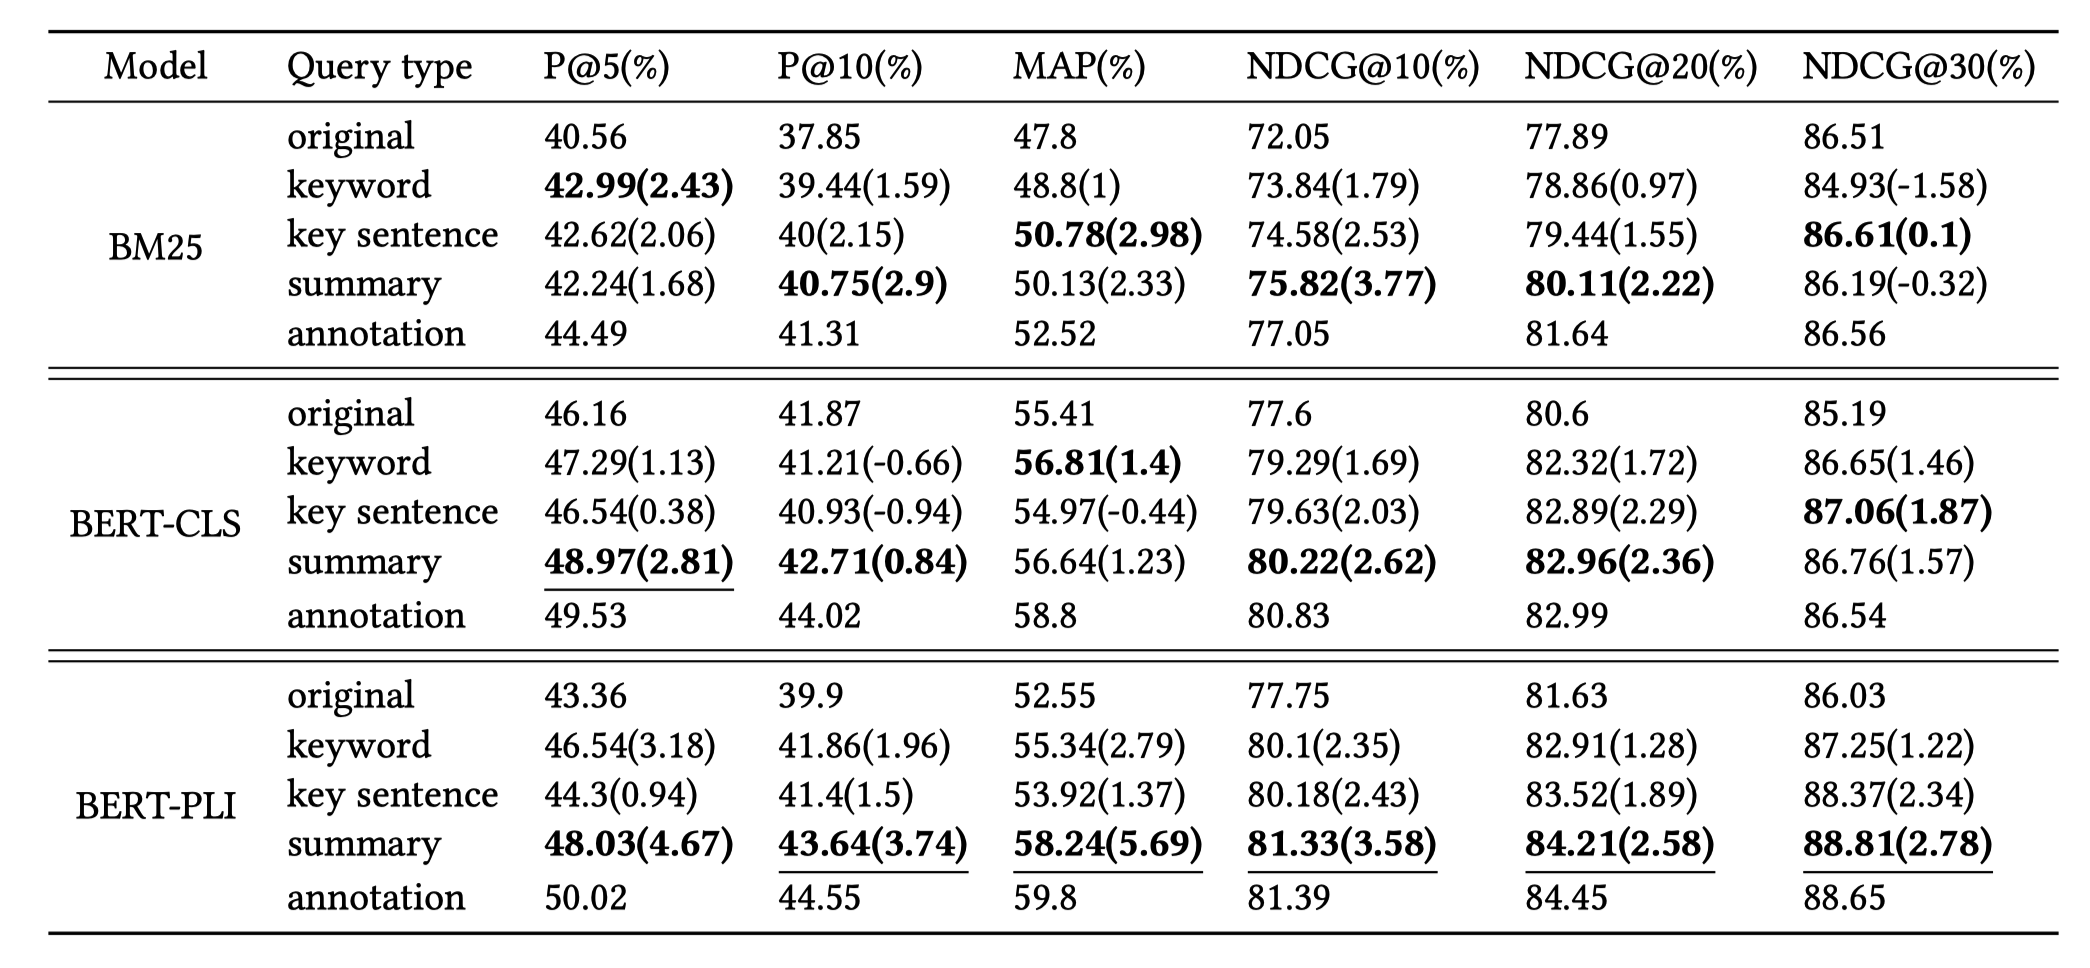 Model Query type P@5(%) P@10(%) MAP(%) NDCG@10(%) NDCG@20(%) NDCG@30(%)
BM25
original 40.56 37.85 47.8 72.05 77.89 86.51
keyword 42.99(2.43) 39.44(1.59) 48.8(1) 73.84(1.79) 78.86(0.97) 84.93(-1.58)
key sentence 42.62(2.06) 40(2.15) 50.78(2.98) 74.58(2.53) 79.44(1.55) 86.61(0.1)
summary 42.24(1.68) 40.75(2.9) 50.13(2.33) 75.82(3.77) 80.11(2.22) 86.19(-0.32)
annotation 44.49 41.31 52.52 77.05 81.64 86.56
BERT-CLS
original 46.16 41.87 55.41 77.6 80.6 85.19
keyword 47.29(1.13) 41.21(-0.66) 56.81(1.4) 79.29(1.69) 82.32(1.72) 86.65(1.46)
key sentence 46.54(0.38) 40.93(-0.94) 54.97(-0.44) 79.63(2.03) 82.89(2.29) 87.06(1.87)
summary 48.97(2.81) 42.71(0.84) 56.64(1.23) 80.22(2.62) 82.96(2.36) 86.76(1.57)
annotation 49.53 44.02 58.8 80.83 82.99 86.54
BERT-PLI
original 43.36 39.9 52.55 77.75 81.63 86.03
keyword 46.54(3.18) 41.86(1.96) 55.34(2.79) 80.1(2.35) 82.91(1.28) 87.25(1.22)
key sentence 44.3(0.94) 41.4(1.5) 53.92(1.37) 80.18(2.43) 83.52(1.89) 88.37(2.34)
summary 48.03(4.67) 43.64(3.74) 58.24(5.69) 81.33(3.58) 84.21(2.58) 88.81(2.78)
annotation 50.02 44.55 59.8 81.39 84.45 88.65